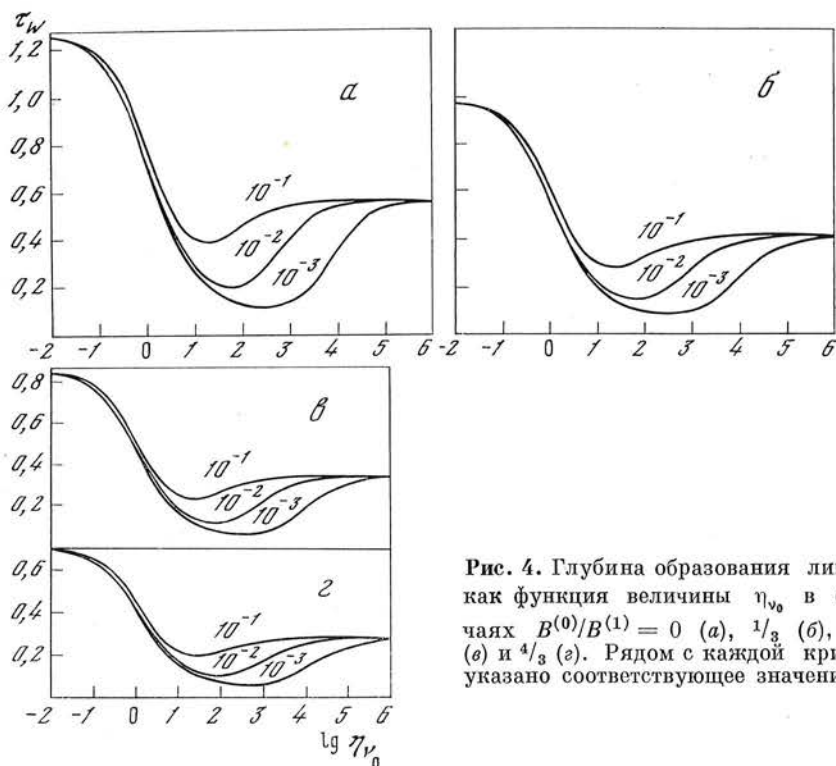 τ_W
1,2
1,0
0,8
0,6
0,4
0,2
а
10⁻¹
10⁻²
10⁻³
-2 -1 0 1 2 3 4 5 6
б
10⁻¹
10⁻²
10⁻³
-2 -1 0 1 2 3 4 5 6
0,8
0,6
0,4
0,2
в
10⁻¹
10⁻²
10⁻³
0,6
0,4
0,2
г
10⁻¹
10⁻²
10⁻³
-2 -1 0 1 2 3 4 5 6
lg η_ν₀
Рис. 4. Глубина образования
как функция величины η_ν₀ в
чаях B⁽⁰⁾/B⁽¹⁾ = 0 (а), ¹/₃ (б),
(в) и ⁴/₃ (г). Рядом с каждой
указано соответствующее